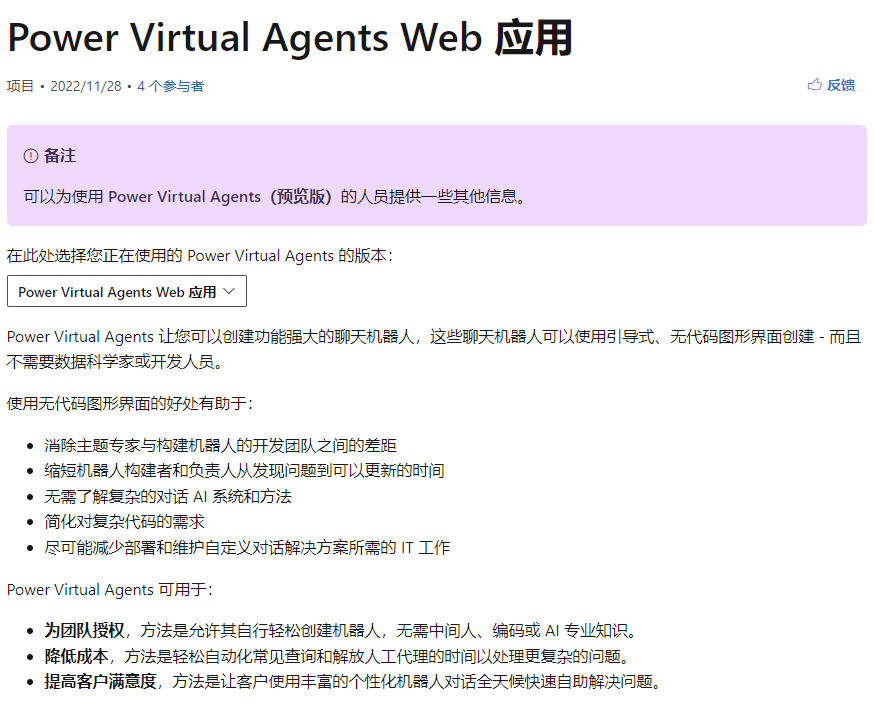 Power Virtual Agents Web 应用
项目 • 2022/11/28 • 4 个参与者
反馈
备注
可以为使用 Power Virtual Agents（预览版）的人员提供一些其他信息。
在此处选择您正在使用的 Power Virtual Agents 的版本：
Power Virtual Agents Web 应用
Power Virtual Agents 让您可以创建功能强大的聊天机器人，这些聊天机器人可以使用引导式、无代码图形界面创建 - 而且
不需要数据科学家或开发人员。
使用无代码图形界面的好处有助于：
• 消除主题专家与构建机器人的开发团队之间的差距
• 缩短机器人构建者和负责人从发现问题到可以更新的时间
• 无需了解复杂的对话 AI 系统和方法
• 简化对复杂代码的需求
• 尽可能减少部署和维护自定义对话解决方案所需的 IT 工作
Power Virtual Agents 可用于：
• 为团队授权，方法是允许其自行轻松创建机器人，无需中间人、编码或 AI 专业知识。
• 降低成本，方法是轻松自动化常见查询和解放人工代理的时间以处理更复杂的问题。
• 提高客户满意度，方法是让客户使用丰富的个性化机器人对话全天候快速自助解决问题。